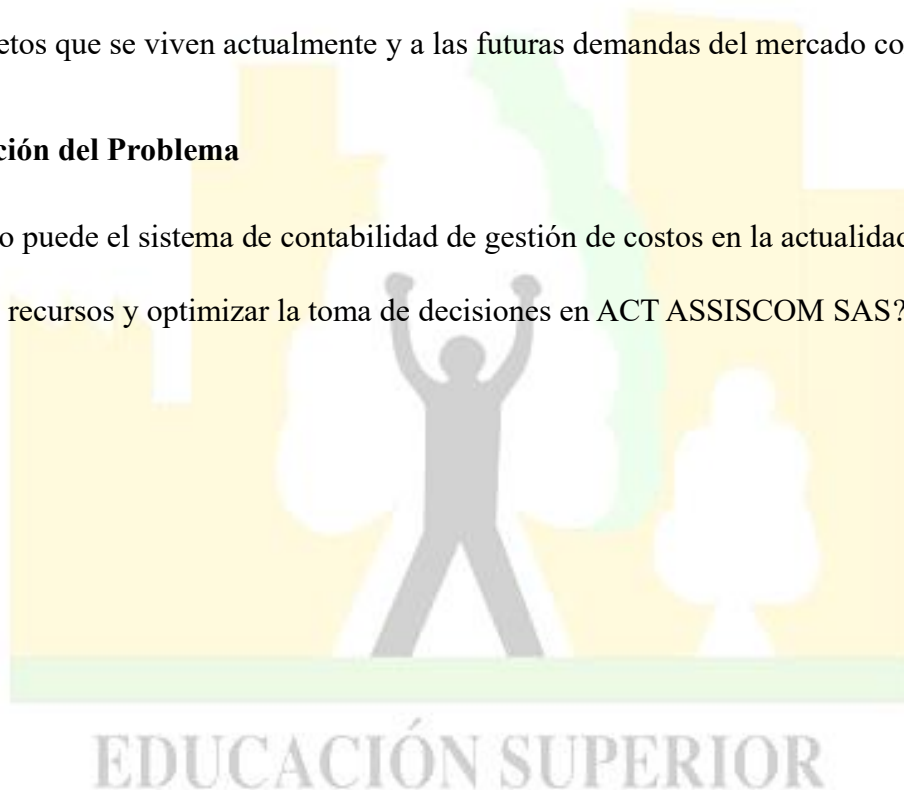 etos que se viven actualmente y a las futuras demandas del mercado co
ción del Problema
o puede el sistema de contabilidad de gestión de costos en la actualidad
recursos y optimizar la toma de decisiones en ACT ASSISCOM SAS?
EDUCACIÓN SUPERIOR